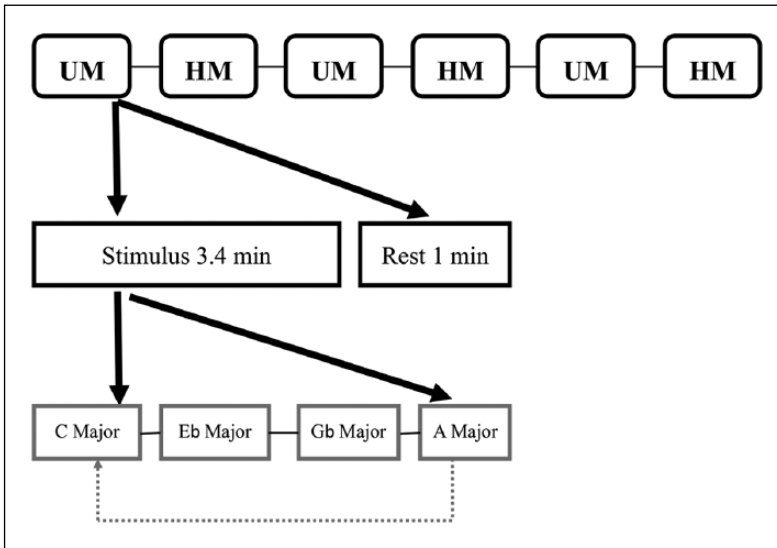 UM HM UM HM UM HM
Stimulus 3.4 min Rest 1 min
C Major Eb Major Gb Major A Major